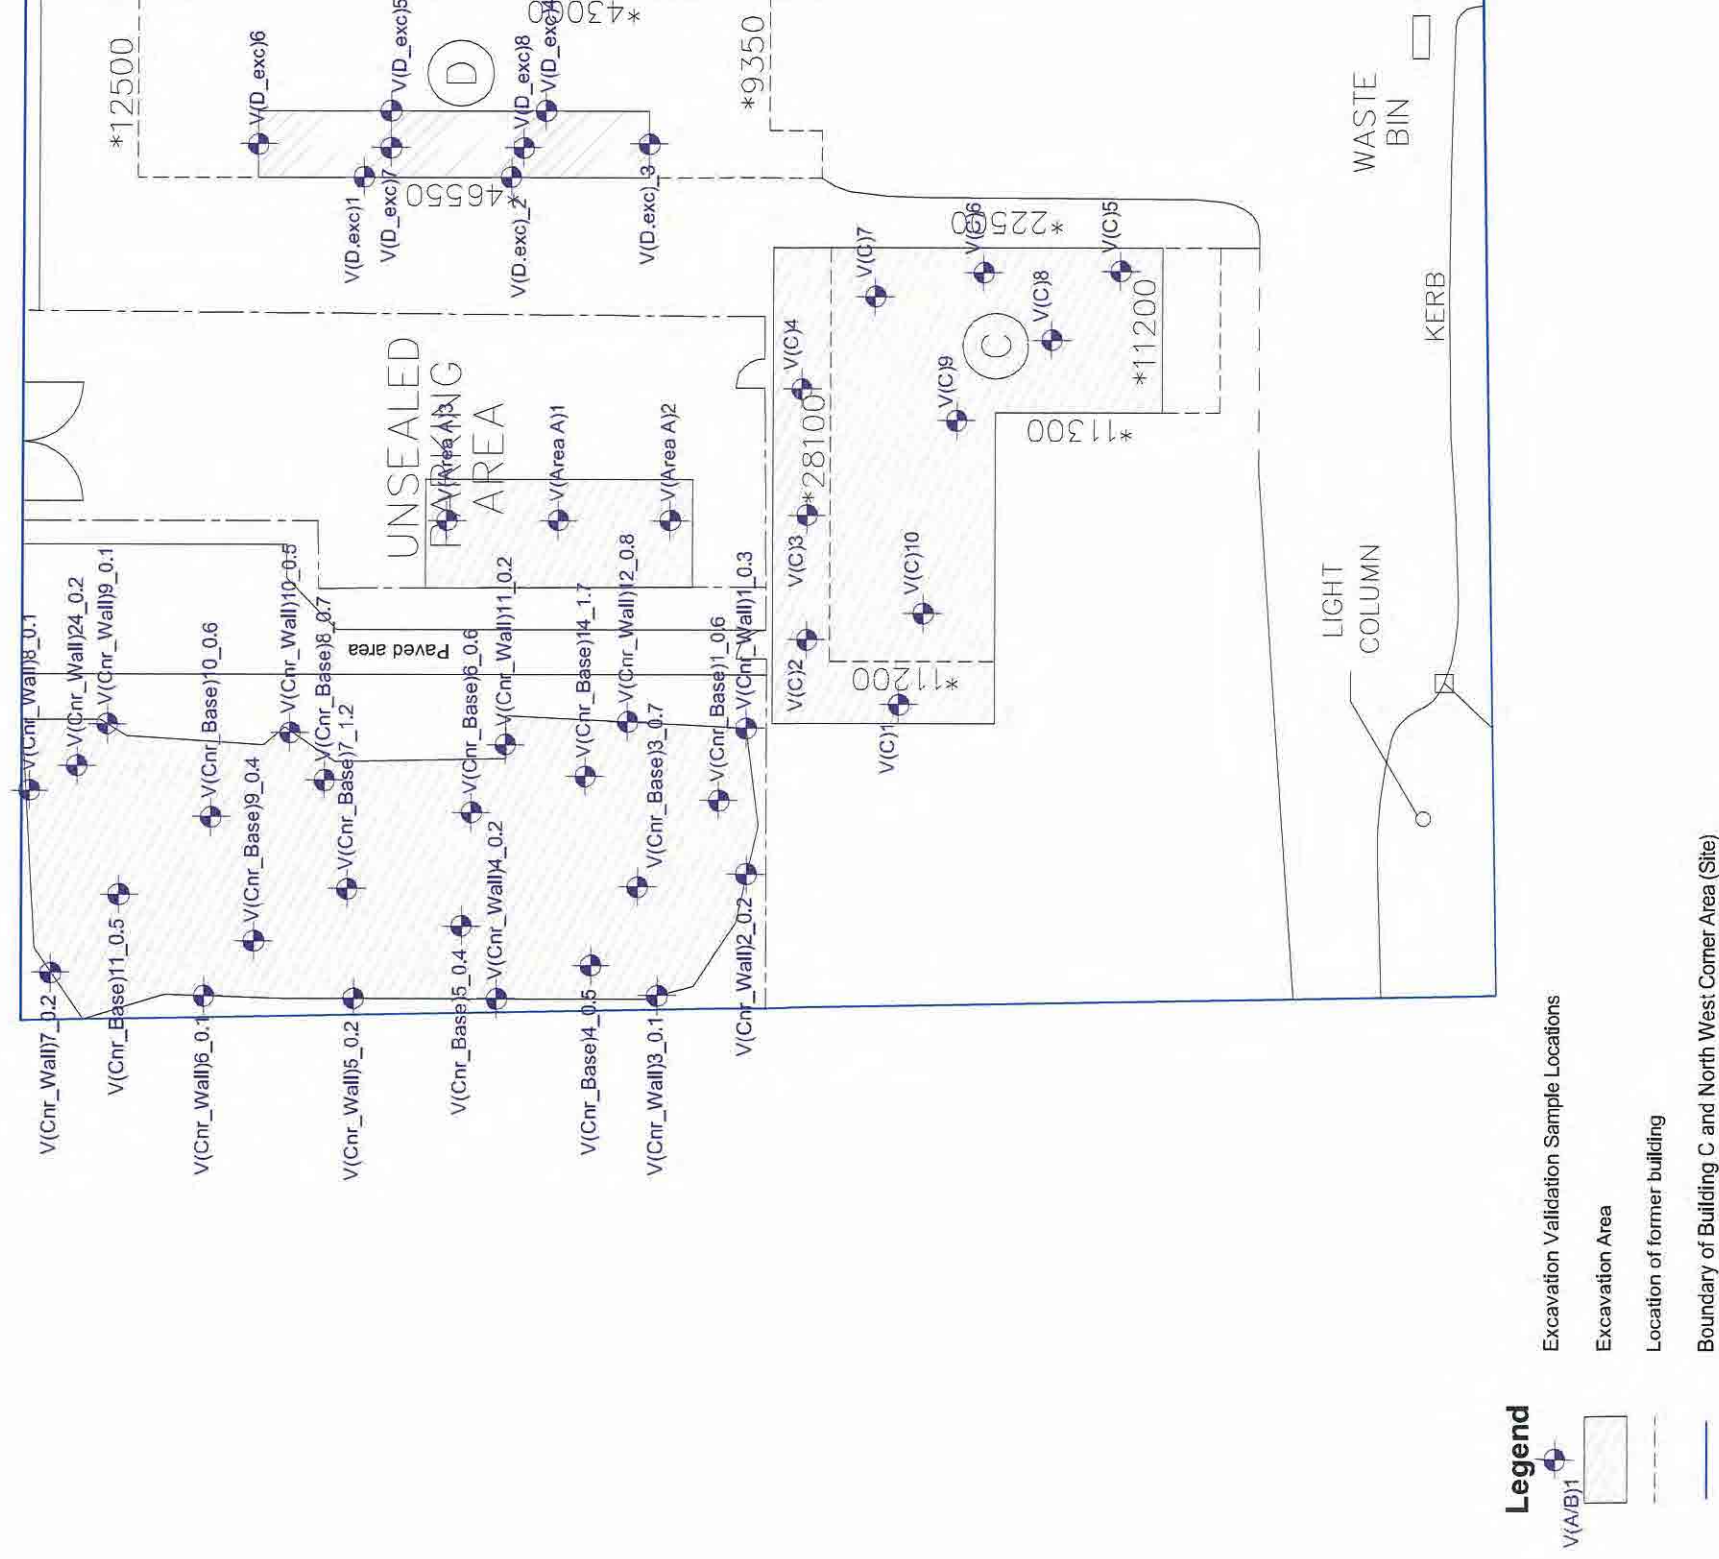 *12500
*43000
V(D_exc)6
V(D_exc)5
D
V(D_exc)8
V(D_exc)4
*9350
V(D.exc)1
V(D_exc)7
*46550
V(D.exc)_2
V(D.exc)_3
WASTE
BIN
UNSEALED
PARKING
AREA
V(Area A)3
V(Area A)1
V(Area A)2
V(C)7
*22500
V(C)6
V(C)5
V(C)8
C
*11200
V(C)4
V(C)9
*28100
*11300
V(C)3
V(C)10
V(C)2
*11200
V(C)1
KERB
LIGHT
COLUMN
Paved area
V(Cnr_Wall)8_0.1
V(Cnr_Wall)24_0.2
V(Cnr_Wall)9_0.1
V(Cnr_Base)10_0.6
V(Cnr_Wall)10_0.5
V(Cnr_Base)8_0.7
V(Cnr_Base)7_1.2
V(Cnr_Base)9_0.4
V(Cnr_Base)6_0.6
V(Cnr_Wall)11_0.2
V(Cnr_Wall)4_0.2
V(Cnr_Base)14_1.7
V(Cnr_Wall)12_0.8
V(Cnr_Base)3_0.7
V(Cnr_Base)1_0.6
V(Cnr_Wall)1_0.3
V(Cnr_Wall)7_0.2
V(Cnr_Base)11_0.5
V(Cnr_Wall)6_0.1
V(Cnr_Wall)5_0.2
V(Cnr_Base)5_0.4
V(Cnr_Base)4_0.5
V(Cnr_Wall)3_0.1
V(Cnr_Wall)2_0.2
Legend
V(A/B)1
Excavation Validation Sample Locations
Excavation Area
Location of former building
Boundary of Building C and North West Corner Area (Site)